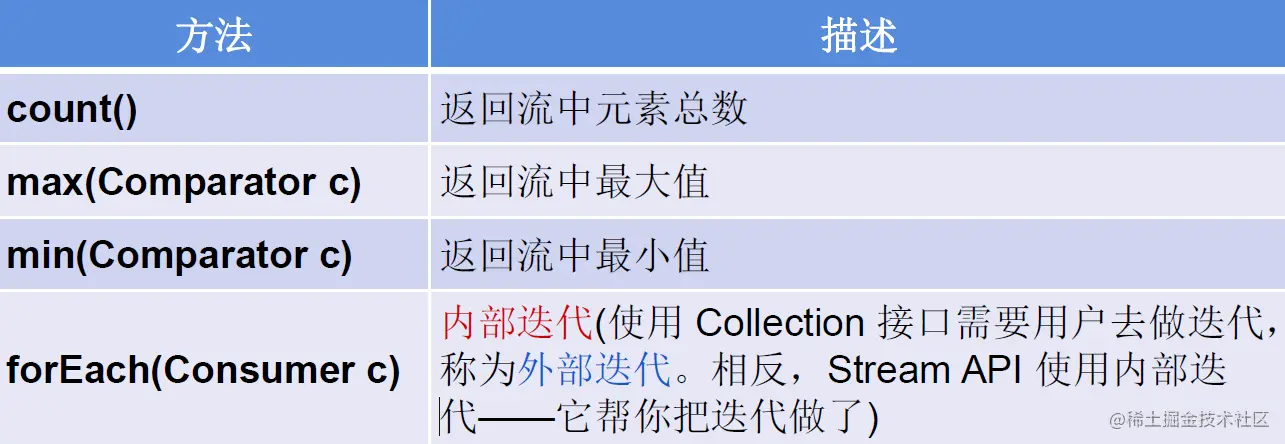 方法 描述
count() 返回流中元素总数
max(Comparator c) 返回流中最大值
min(Comparator c) 返回流中最小值
内部迭代(使用 Collection 接口需要用户去做迭代，
forEach(Consumer c) 称为外部迭代。相反，Stream API 使用内部迭
代——它帮你把迭代做了)
@稀土掘金技术社区